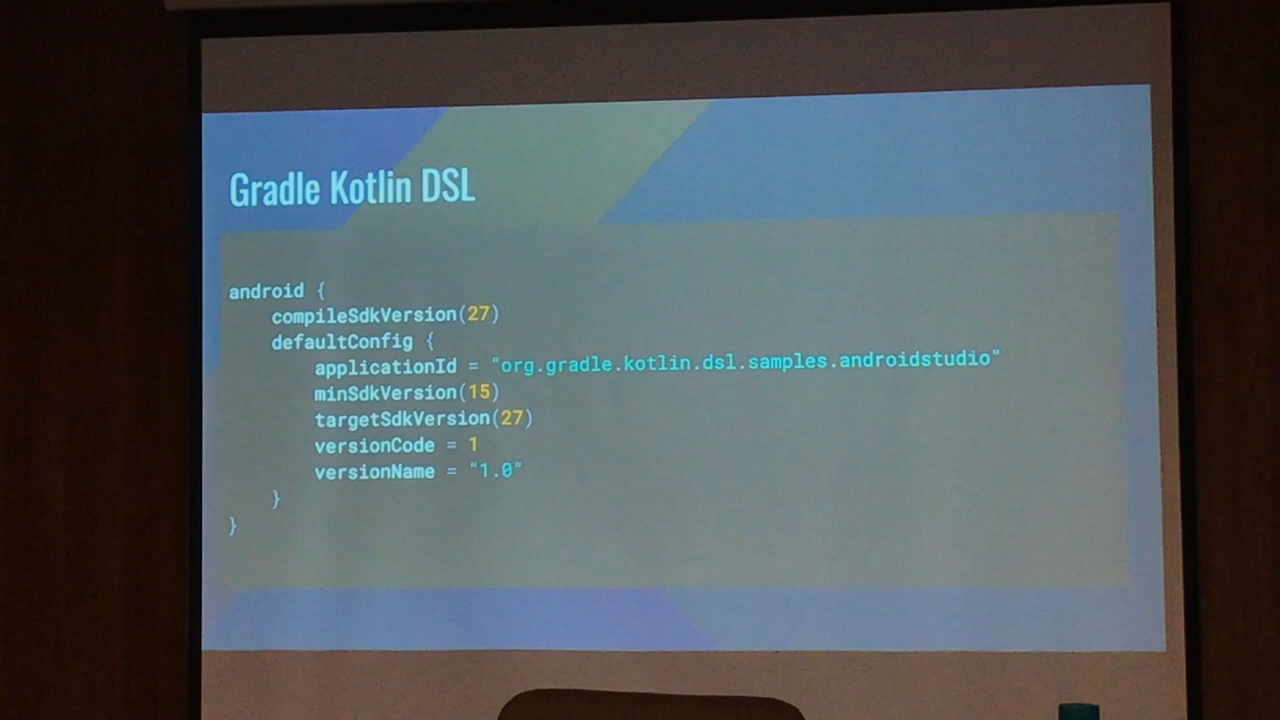 Gradle Kotlin DSL
android {
    compileSdkVersion(27)
    defaultConfig {
        applicationId = "org.gradle.kotlin.dsl.samples.androidstudio"
        minSdkVersion(15)
        targetSdkVersion(27)
        versionCode = 1
        versionName = "1.0"
    }
}